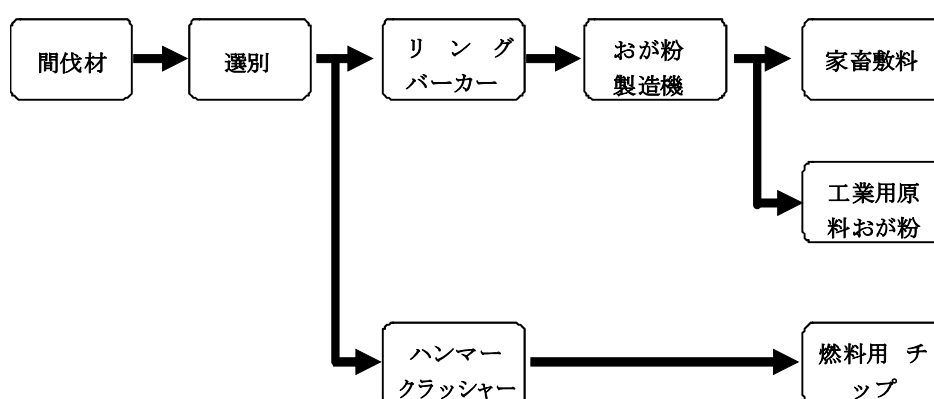 間伐材
選別
リング
バーカー
おが粉
製造機
家畜敷料
工業用原
料おが粉
ハンマー
クラッシャー
燃料用 チ
ップ